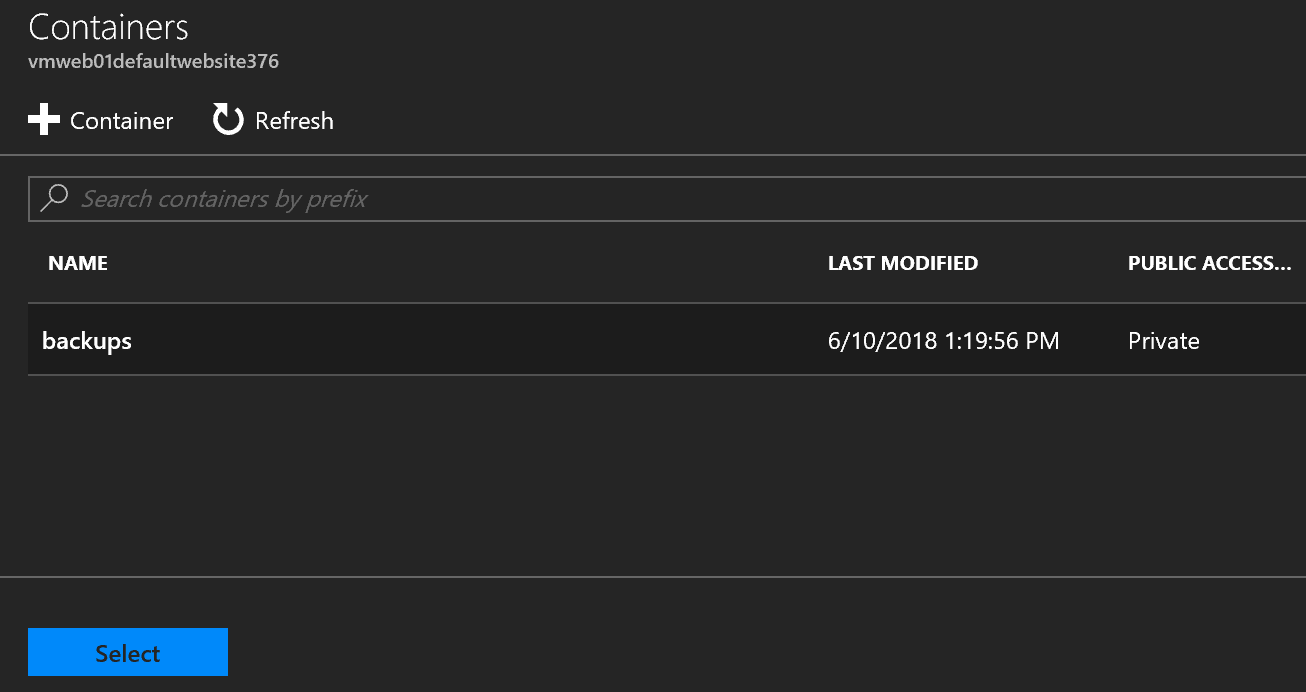 Containers
vmweb01defaultwebsite376
Container Refresh
Search containers by prefix
NAME LAST MODIFIED PUBLIC ACCESS...
backups 6/10/2018 1:19:56 PM Private
Select